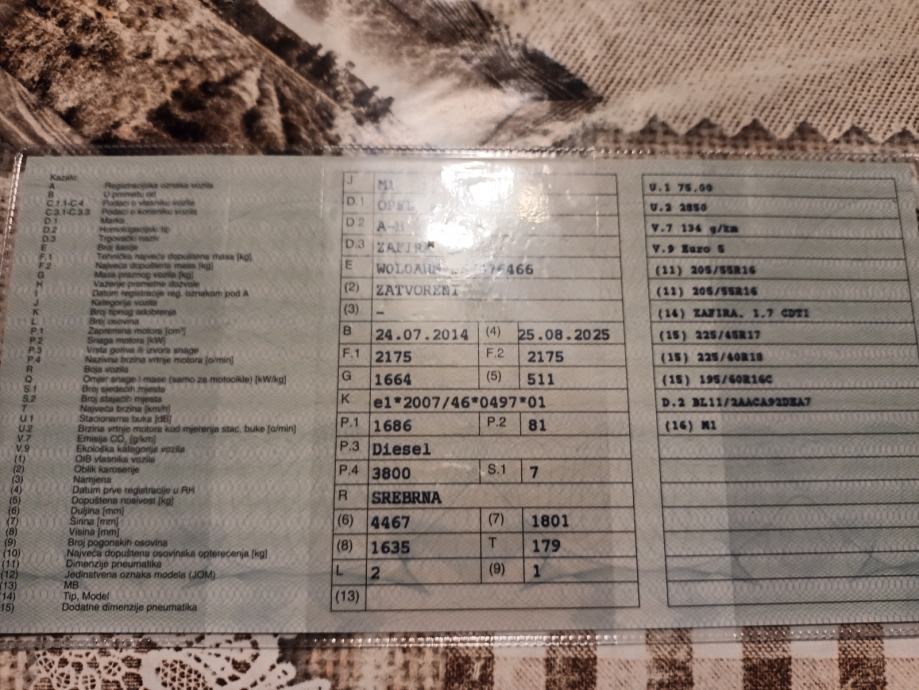 Kazalo:
A Registracijska oznaka vozila
B U prometu od
C.1.1-C.4 Podaci o vlasniku vozila
C.3.1-C.3.3 Podaci o korisniku vozila
D.1 Marka
D.2 Homologacijski tip
D.3 Trgovački naziv
E Broj šasije
F.1 Tehnička najveća dopuštena masa [kg]
F.2 Najveća dopuštena masa [kg]
G Masa praznog vozila [kg]
H Važenje prometne dozvole
I Datum registracije reg. oznakom pod A
J Kategorija vozila
K Broj tipnog odobrenja
L Broj osovina
P.1 Zapremina motora [cm³]
P.2 Snaga motora [kW]
P.3 Vrsta goriva ili izvora snage
P.4 Nazivna brzina vrtnje motora [o/min]
R Boja vozila
Q Omjer snage i mase (samo za motocikle) [kW/kg]
S.1 Broj sjedećih mjesta
S.2 Broj stajaćih mjesta
T Najveća brzina [km/h]
U.1 Stacionarna buka [dB]
U.2 Brzina vrtnje motora kod mjerenja stac. buke [o/min]
V.7 Emisija CO₂ [g/km]
V.9 Ekološka kategorija vozila
(1) OIB vlasnika vozila
(2) Oblik karoserije
(3) Namjena
(4) Datum prve registracije u RH
(5) Dopuštena nosivost [kg]
(6) Duljina [mm]
(7) Širina [mm]
(8) Visina [mm]
(9) Broj pogonskih osovina
(10) Najveća dopuštena osovinska opterećenja [kg]
(11) Dimenzije pneumatika
(12) Jedinstvena oznaka modela (JOM)
(13) MB
(14) Tip, Model
15) Dodatne dimenzije pneumatika
J M1
D.1 OPEL
D.2
D.3 ZAFIRA
E
(2) ZATVORENI
(3) –
B 24.07.2014 (4) 25.08.2025
F.1 2175 F.2 2175
G 1664 (5) 511
K e1*2007/46*0497*01
P.1 1686 P.2 81
P.3 Diesel
P.4 3800 S.1 7
R SREBRNA
(6) 4467 (7) 1801
(8) 1635 T 179
L 2 (9) 1
(13)
U.1 75.00
U.2 2850
V.7 134 g/km
V.9 Euro 5
(11) 205/55R16
(11) 205/55R16
(14) ZAFIRA, 1.7 CDTI
(15) 225/45R17
(15) 225/40R18
(15) 195/60R16C
D.2 BL11/2AACA92DEA7
(16) M1